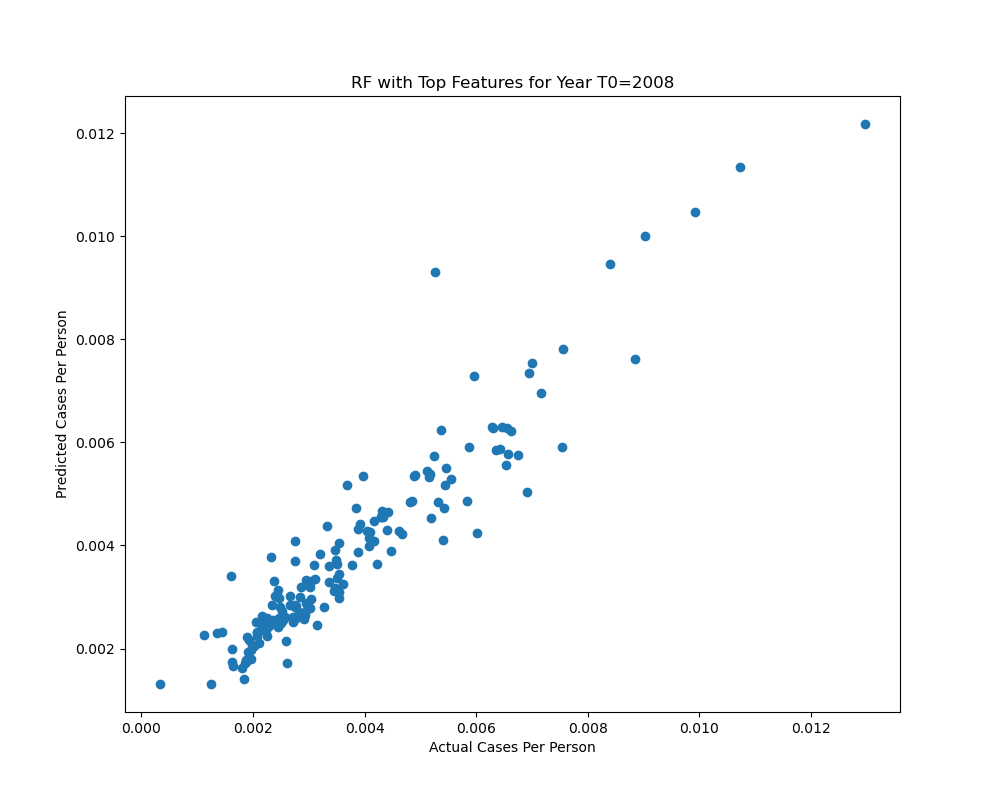 RF with Top Features for Year T0=2008
0.012
0.010
0.008
0.006
0.004
0.002
Predicted Cases Per Person
0.000 0.002 0.004 0.006 0.008 0.010 0.012
Actual Cases Per Person